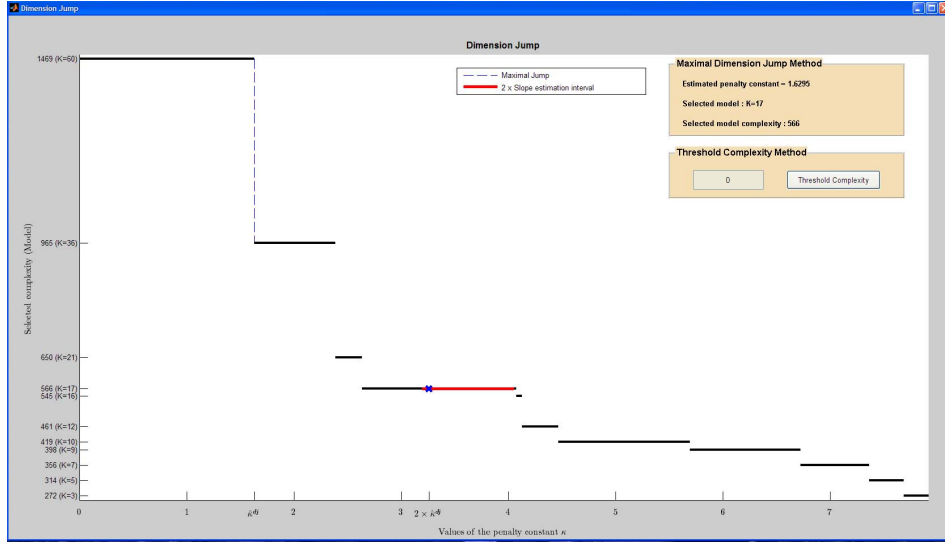 Dimension Jump
Dimension Jump
Maximal Jump
2 x Slope estimation interval
Maximal Dimension Jump Method
Estimated penalty constant = 1.6295
Selected model : K=17
Selected model complexity : 566
Threshold Complexity Method
0
Threshold Complexity
Selected complexity (Model)
1469 (K=60)
965 (K=36)
650 (K=21)
566 (K=17)
545 (K=16)
461 (K=12)
419 (K=10)
398 (K=9)
356 (K=7)
314 (K=5)
272 (K=3)
0 1 κ̂^dj 2 3 2 × κ̂^dj 4 5 6 7
Values of the penalty constant κ